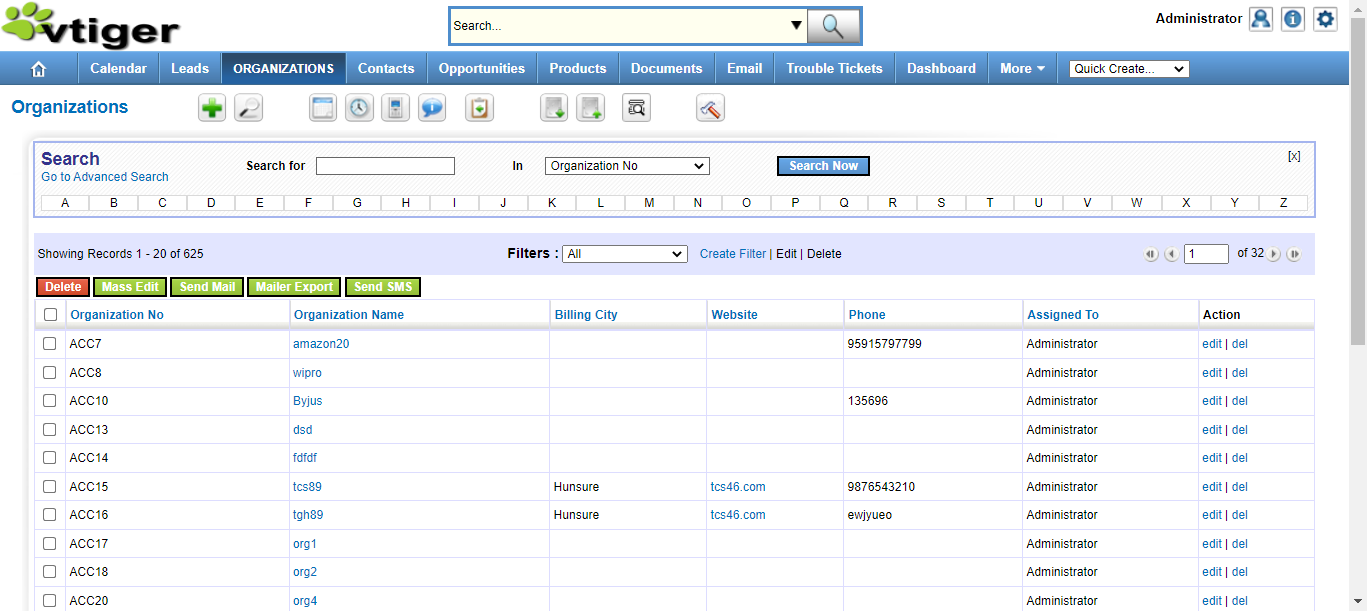 vtiger
Search...
Administrator
Calendar Leads ORGANIZATIONS Contacts Opportunities Products Documents Email Trouble Tickets Dashboard More Quick Create...
Organizations
Search
Go to Advanced Search
Search for In Organization No Search Now [x]
A B C D E F G H I J K L M N O P Q R S T U V W X Y Z
Showing Records 1 - 20 of 625 Filters : All Create Filter | Edit | Delete 1 of 32
Delete Mass Edit Send Mail Mailer Export Send SMS
Organization No Organization Name Billing City Website Phone Assigned To Action
ACC7 amazon20 95915797799 Administrator edit | del
ACC8 wipro Administrator edit | del
ACC10 Byjus 135696 Administrator edit | del
ACC13 dsd Administrator edit | del
ACC14 fdfdf Administrator edit | del
ACC15 tcs89 Hunsure tcs46.com 9876543210 Administrator edit | del
ACC16 tgh89 Hunsure tcs46.com ewjyueo Administrator edit | del
ACC17 org1 Administrator edit | del
ACC18 org2 Administrator edit | del
ACC20 org4 Administrator edit | del